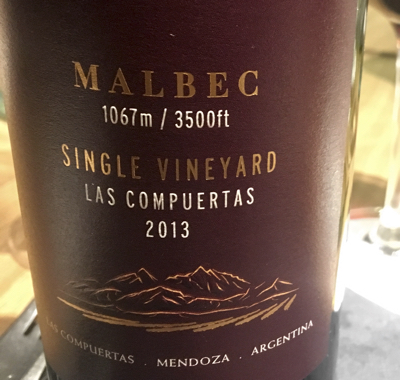 MALBEC
1067m / 3500ft
SINGLE VINEYARD
LAS COMPUERTAS
2013
LAS COMPUERTAS . MENDOZA . ARGENTINA